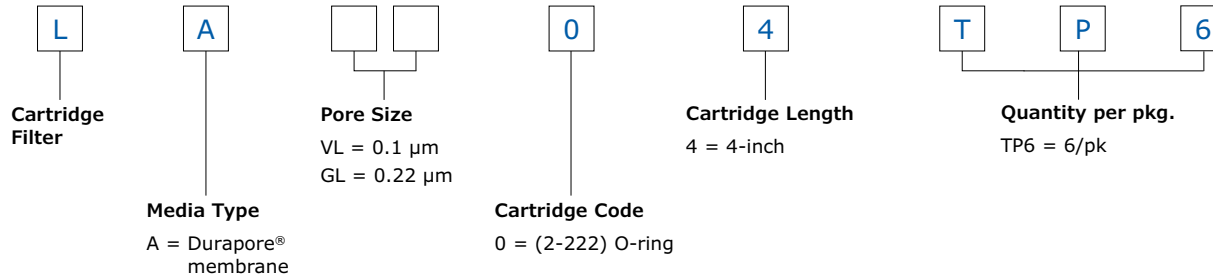 L A 0 4 T P 6
Cartridge
Filter
Pore Size
VL = 0.1 µm
GL = 0.22 µm
Cartridge Length
4 = 4-inch
Quantity per pkg.
TP6 = 6/pk
Media Type
A = Durapore®
membrane
Cartridge Code
0 = (2-222) O-ring